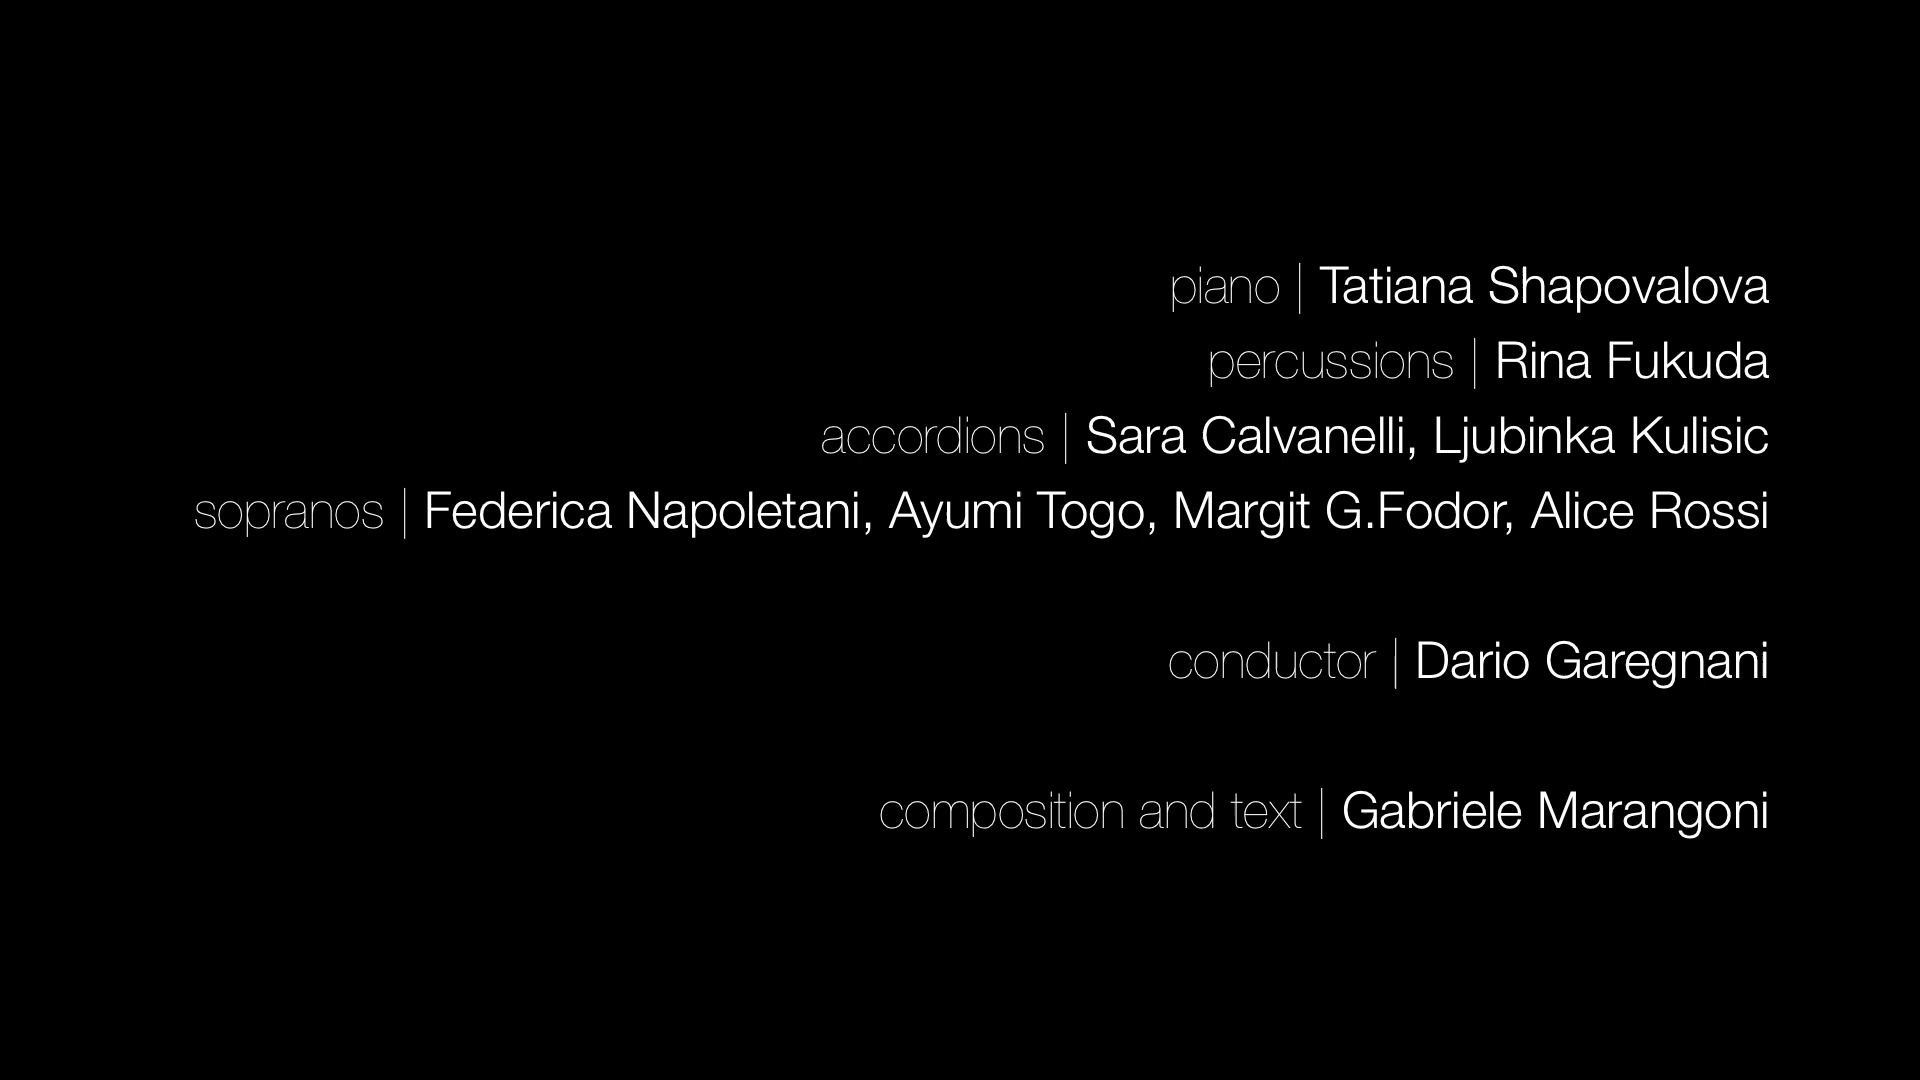 piano | Tatiana Shapovalova
percussions | Rina Fukuda
accordions | Sara Calvanelli, Ljubinka Kulisic
sopranos | Federica Napoletani, Ayumi Togo, Margit G.Fodor, Alice Rossi
conductor | Dario Garegnani
composition and text | Gabriele Marangoni